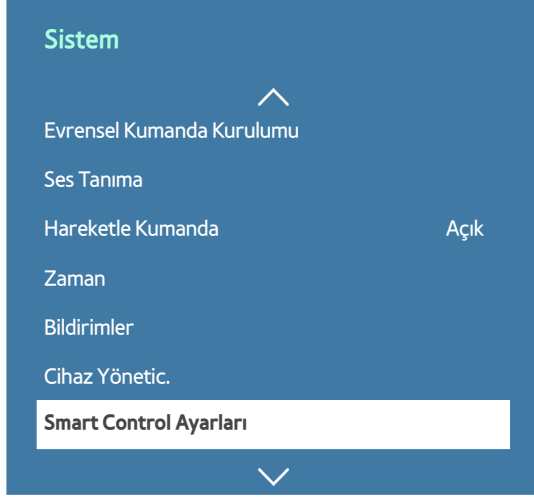 Sistem
Evrensel Kumanda Kurulumu
Ses Tanıma
Hareketle Kumanda Açık
Zaman
Bildirimler
Cihaz Yönetic.
Smart Control Ayarları